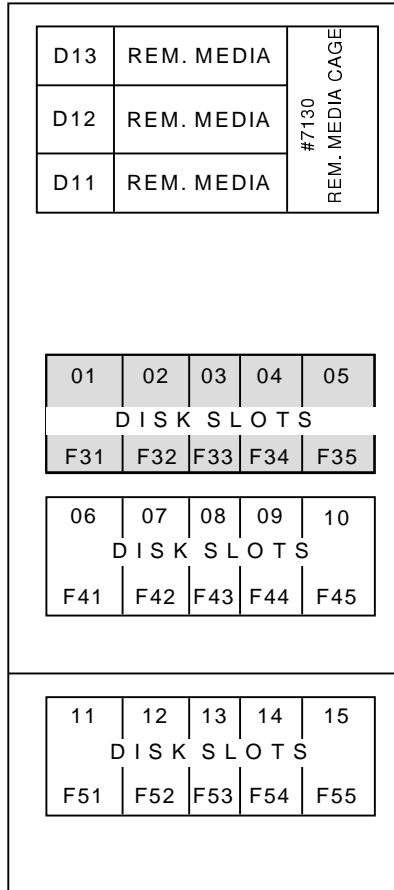 D13 REM. MEDIA
D12 REM. MEDIA
D11 REM. MEDIA
#7130
REM. MEDIA CAGE
01 02 03 04 05
DISK SLOTS
F31 F32 F33 F34 F35
06 07 08 09 10
DISK SLOTS
F41 F42 F43 F44 F45
11 12 13 14 15
DISK SLOTS
F51 F52 F53 F54 F55